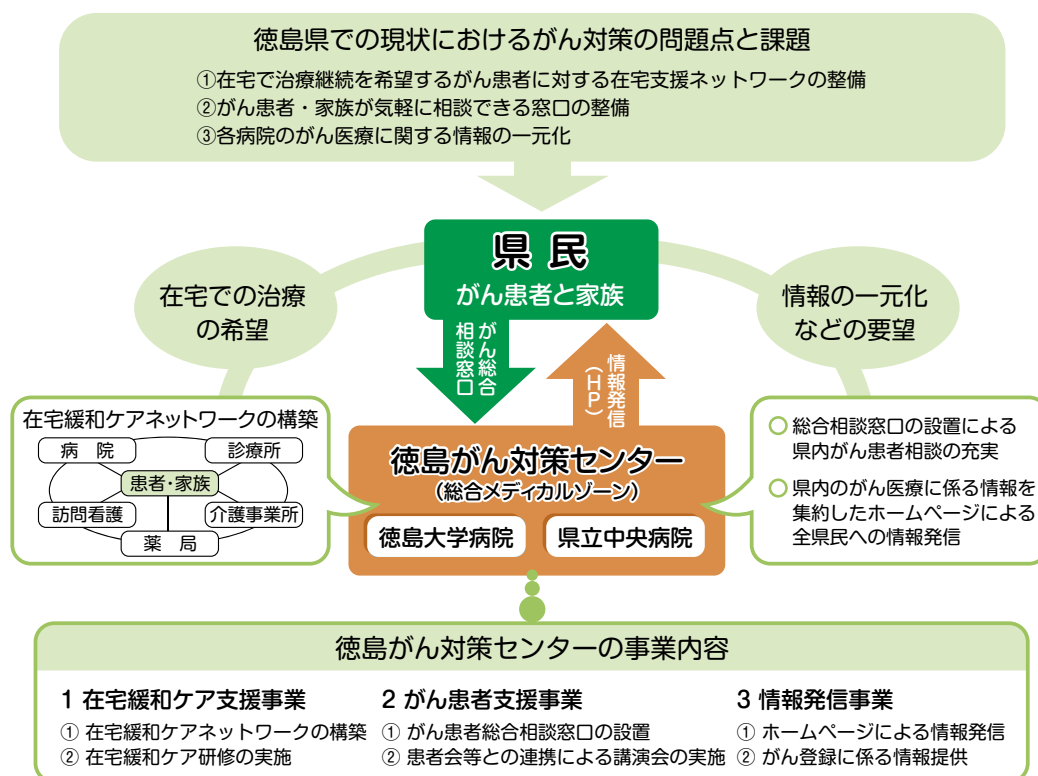 徳島県での現状におけるがん対策の問題点と課題
①在宅で治療継続を希望するがん患者に対する在宅支援ネットワークの整備
②がん患者・家族が気軽に相談できる窓口の整備
③各病院のがん医療に関する情報の一元化
県民
がん患者と家族
在宅での治療
の希望
情報の一元化
などの要望
がん総合
相談窓口
情報発信
(HP)
在宅緩和ケアネットワークの構築
病院
診療所
患者・家族
訪問看護
介護事業所
薬局
徳島がん対策センター
(総合メディカルゾーン)
徳島大学病院
県立中央病院
○総合相談窓口の設置による
県内がん患者相談の充実
○県内のがん医療に係る情報を
集約したホームページによる
全県民への情報発信
徳島がん対策センターの事業内容
1 在宅緩和ケア支援事業
① 在宅緩和ケアネットワークの構築
② 在宅緩和ケア研修の実施
2 がん患者支援事業
① がん患者総合相談窓口の設置
② 患者会等との連携による講演会の実施
3 情報発信事業
① ホームページによる情報発信
② がん登録に係る情報提供